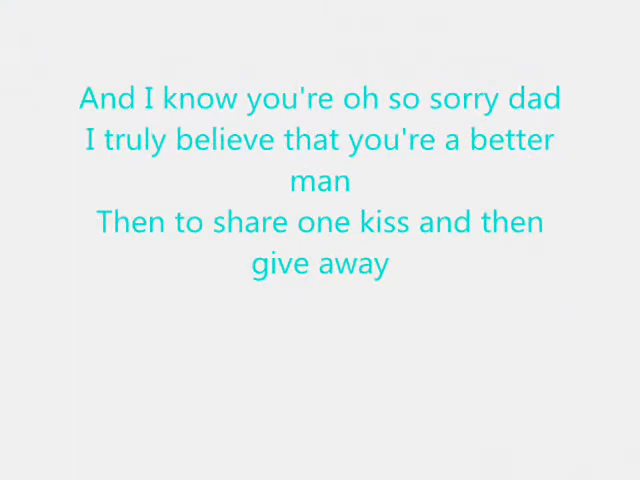 And I know you're oh so sorry dad
I truly believe that you're a better
man
Then to share one kiss and then
give away